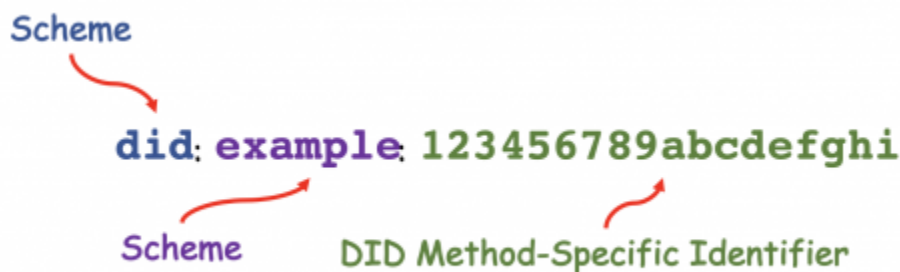 Scheme
did: example: 123456789abcdefghi
Scheme
DID Method-Specific Identifier